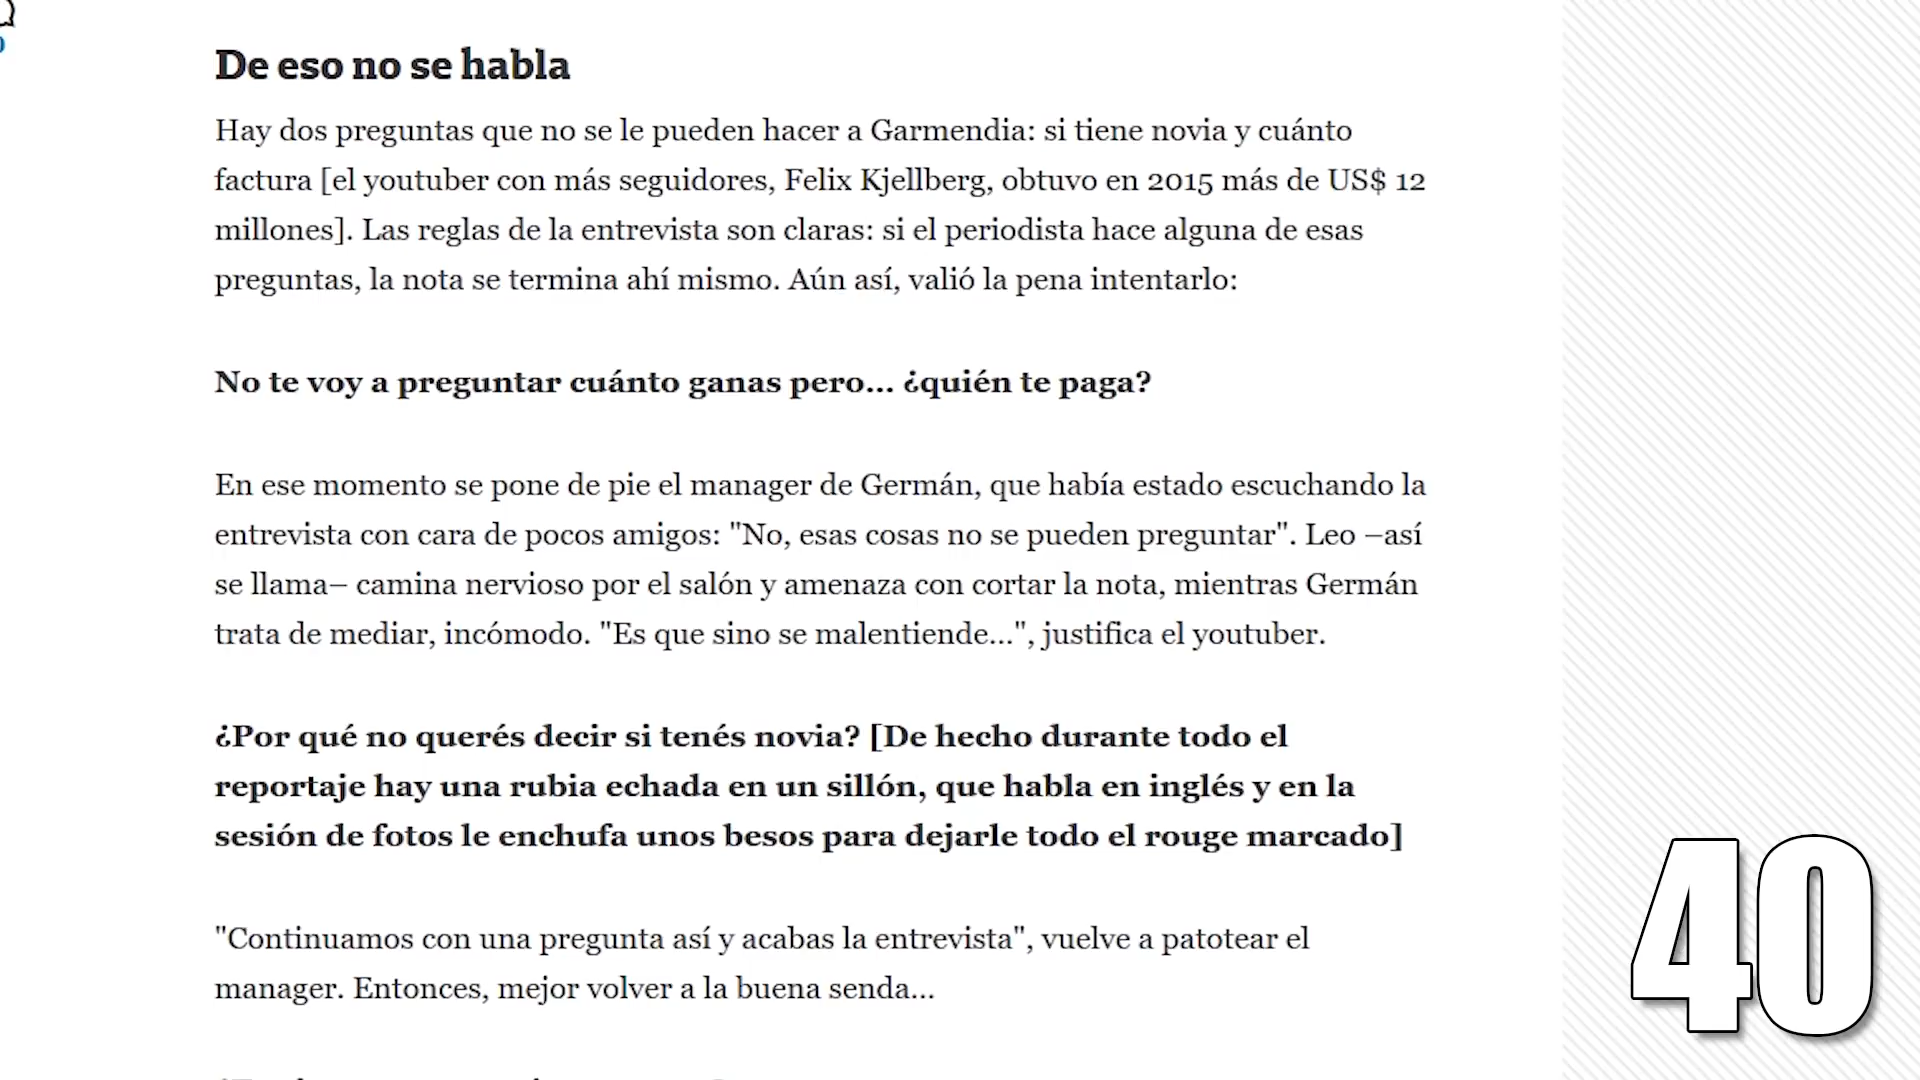 De eso no se habla
Hay dos preguntas que no se le pueden hacer a Garmendia: si tiene novia y cuánto
factura [el youtuber con más seguidores, Felix Kjellberg, obtuvo en 2015 más de US$ 12
millones]. Las reglas de la entrevista son claras: si el periodista hace alguna de esas
preguntas, la nota se termina ahí mismo. Aún así, valió la pena intentarlo:
No te voy a preguntar cuánto ganas pero... ¿quién te paga?
En ese momento se pone de pie el manager de Germán, que había estado escuchando la
entrevista con cara de pocos amigos: "No, esas cosas no se pueden preguntar". Leo –así
se llama– camina nervioso por el salón y amenaza con cortar la nota, mientras Germán
trata de mediar, incómodo. "Es que sino se malentiende...", justifica el youtuber.
¿Por qué no querés decir si tenés novia? [De hecho durante todo el
reportaje hay una rubia echada en un sillón, que habla en inglés y en la
sesión de fotos le enchufa unos besos para dejarle todo el rouge marcado]
"Continuamos con una pregunta así y acabas la entrevista", vuelve a patotear el
manager. Entonces, mejor volver a la buena senda...
40